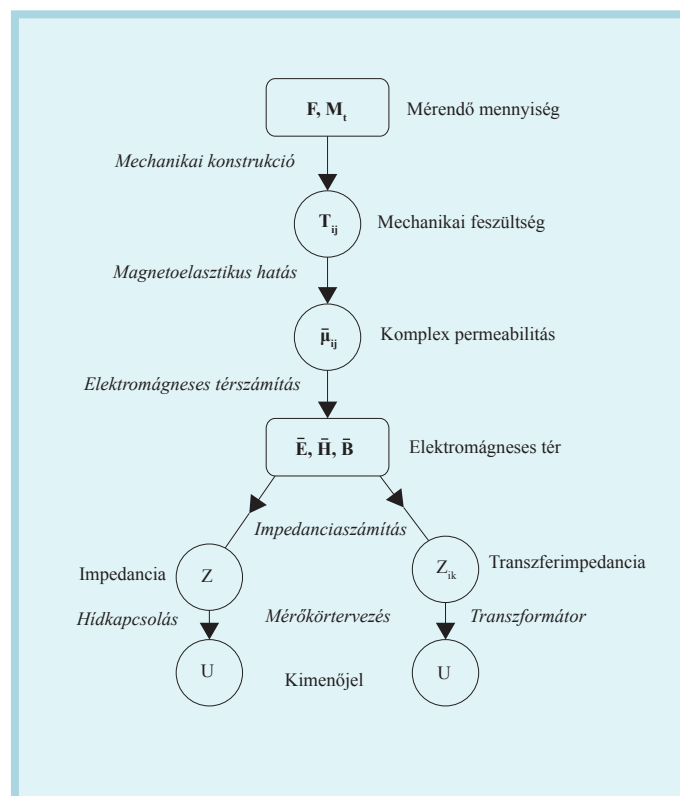 F, Mt Mérendő mennyiség
Mechanikai konstrukció
Tij Mechanikai feszültség
Magnetoelasztikus hatás
μ̄ij Komplex permeabilitás
Elektromágneses térszámítás
Ē, H̄, B̄ Elektromágneses tér
Impedanciaszámítás
Impedancia Z Zik Transzferimpedancia
Hídkapcsolás Mérőkörtervezés Transzformátor
U Kimenőjel U